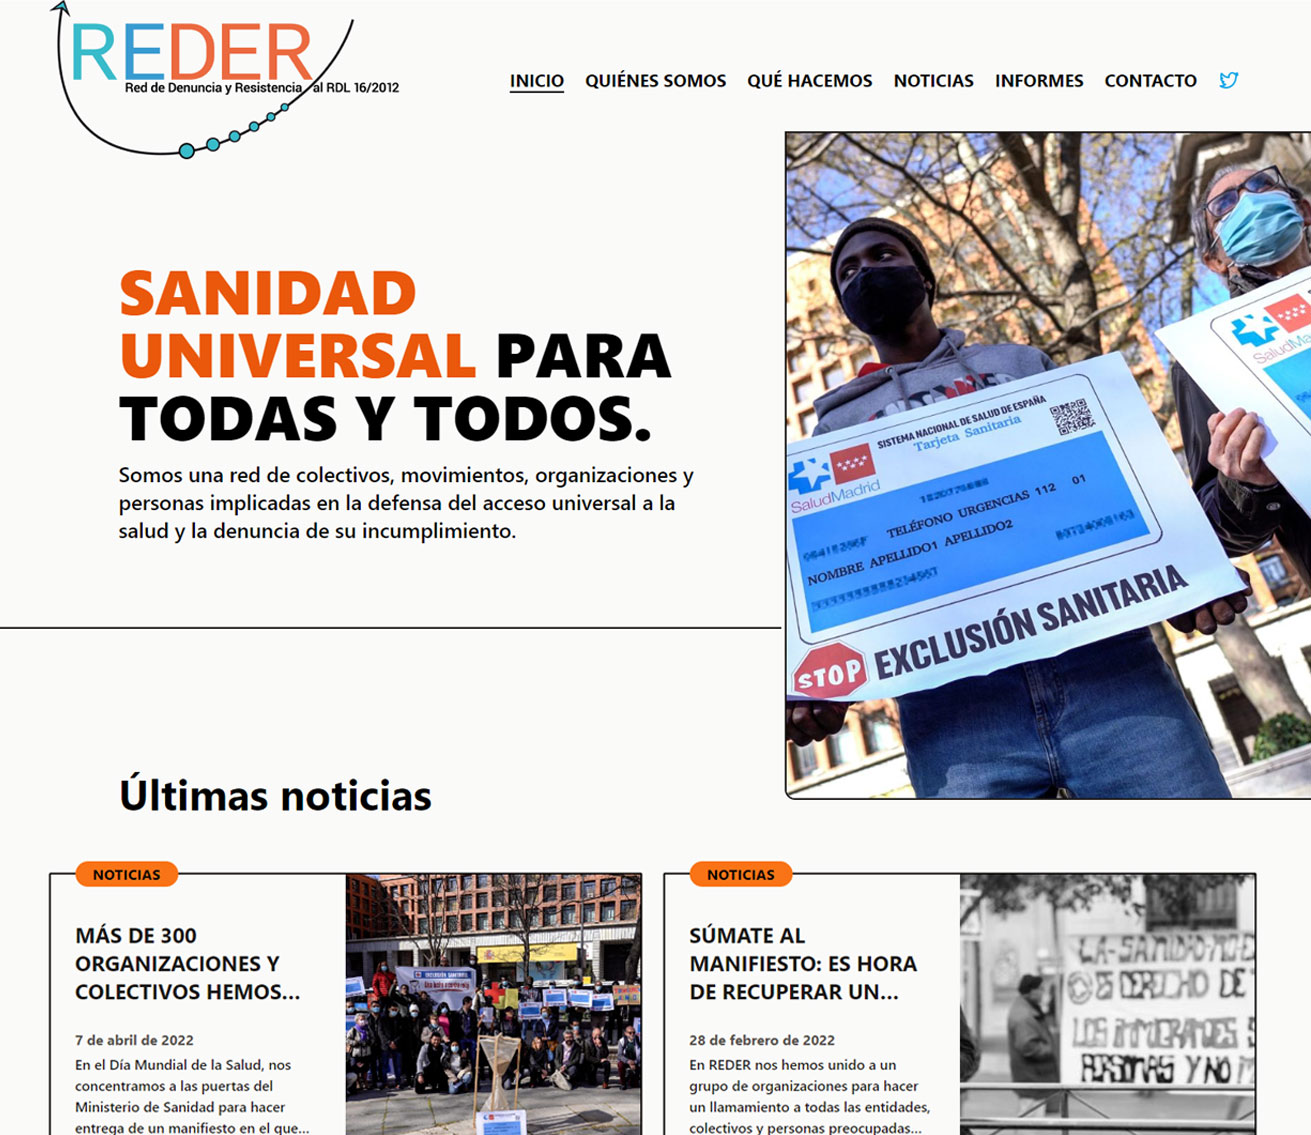 REDER
Red de Denuncia y Resistencia al RDL 16/2012
INICIO QUIÉNES SOMOS QUÉ HACEMOS NOTICIAS INFORMES CONTACTO
SANIDAD
UNIVERSAL PARA
TODAS Y TODOS.
Somos una red de colectivos, movimientos, organizaciones y
personas implicadas en la defensa del acceso universal a la
salud y la denuncia de su incumplimiento.
SISTEMA NACIONAL DE SALUD DE ESPAÑA
Tarjeta Sanitaria
SaludMadrid
TELÉFONO URGENCIAS 112 01
NOMBRE APELLIDO1 APELLIDO2
STOP EXCLUSIÓN SANITARIA
Últimas noticias
NOTICIAS
MÁS DE 300
ORGANIZACIONES Y
COLECTIVOS HEMOS...
7 de abril de 2022
En el Día Mundial de la Salud, nos
concentramos a las puertas del
Ministerio de Sanidad para hacer
entrega de un manifiesto en el que...
EXCLUSIÓN SANITARIA
NOTICIAS
SÚMATE AL
MANIFIESTO: ES HORA
DE RECUPERAR UN...
28 de febrero de 2022
En REDER nos hemos unido a un
grupo de organizaciones para hacer
un llamamiento a todas las entidades,
colectivos y personas preocupadas...
LA SANIDAD NO E
ES DERECHO DE
LOS INMIGRANTES S
PERSONAS Y NO